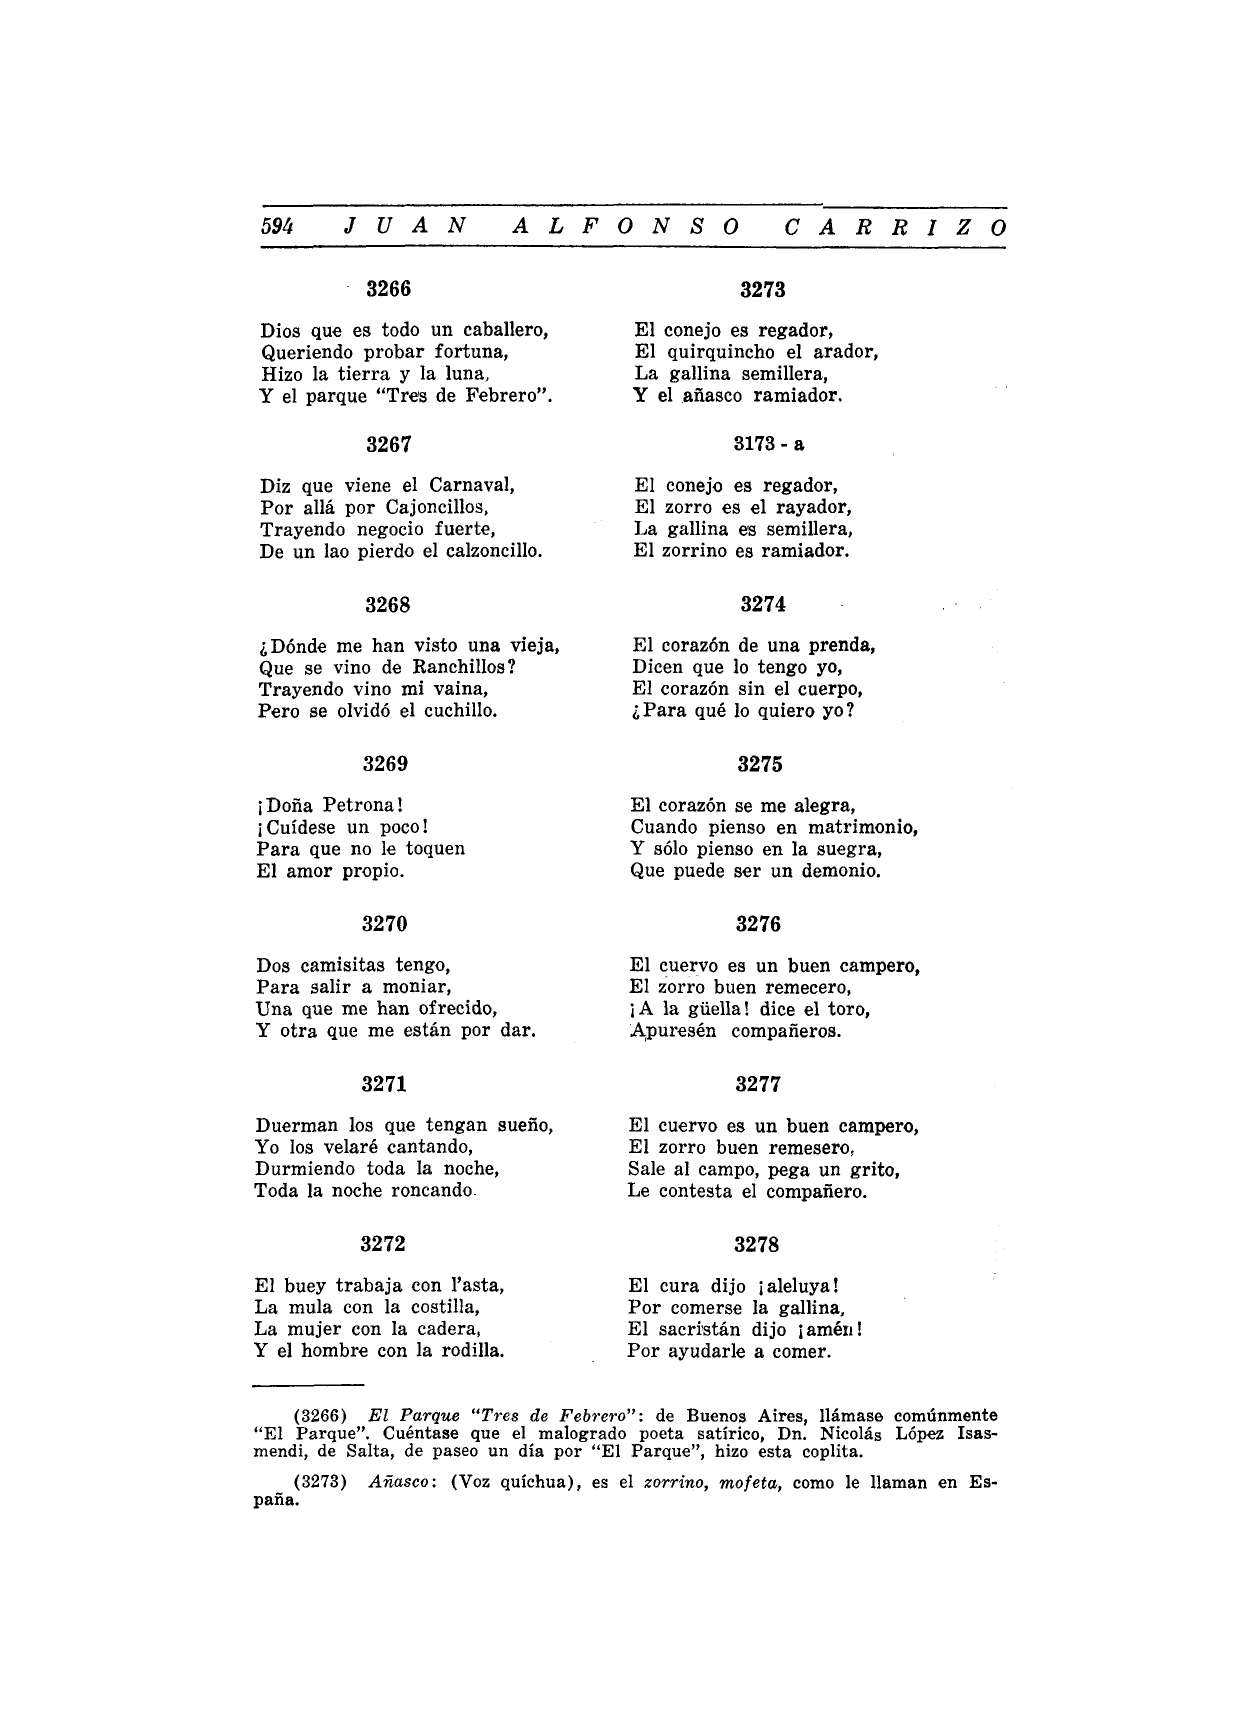 594 JUAN ALFONSO CARRIZO
3266
Dios que es todo un caballero,
Queriendo probar fortuna,
Hizo la tierra y la luna,
Y el parque “Tres de Febrero”.
3267
Diz que viene el Carnaval,
Por allá por Cajoncillos,
Trayendo negocio fuerte,
De un lao pierdo el calzoncillo.
3268
¿Dónde me han visto una vieja,
Que se vino de Ranchillos?
Trayendo vino mi vaina,
Pero se olvidó el cuchillo.
3269
¡Doña Petrona!
¡Cuídese un poco!
Para que no le toquen
El amor propio.
3270
Dos camisitas tengo,
Para salir a moniar,
Una que me han ofrecido,
Y otra que me están por dar.
3271
Duerman los que tengan sueño,
Yo los velaré cantando,
Durmiendo toda la noche,
Toda la noche roncando.
3272
El buey trabaja con l’asta,
La mula con la costilla,
La mujer con la cadera,
Y el hombre con la rodilla.
3273
El conejo es regador,
El quirquincho el arador,
La gallina semillera,
Y el añasco ramiador.
3173 - a
El conejo es regador,
El zorro es el rayador,
La gallina es semillera,
El zorrino es ramiador.
3274
El corazón de una prenda,
Dicen que lo tengo yo,
El corazón sin el cuerpo,
¿Para qué lo quiero yo?
3275
El corazón se me alegra,
Cuando pienso en matrimonio,
Y sólo pienso en la suegra,
Que puede ser un demonio.
3276
El cuervo es un buen campero,
El zorro buen remecero,
¡A la güella! dice el toro,
Apuresén compañeros.
3277
El cuervo es un buen campero,
El zorro buen remesero,
Sale al campo, pega un grito,
Le contesta el compañero.
3278
El cura dijo ¡aleluya!
Por comerse la gallina,
El sacristán dijo ¡amén!
Por ayudarle a comer.
(3266) El Parque “Tres de Febrero”: de Buenos Aires, llámase comúnmente
“El Parque”. Cuéntase que el malogrado poeta satírico, Dn. Nicolás López Isas-
mendi, de Salta, de paseo un día por “El Parque”, hizo esta coplita.
(3273) Añasco: (Voz quíchua), es el zorrino, mofeta, como le llaman en Es-
paña.